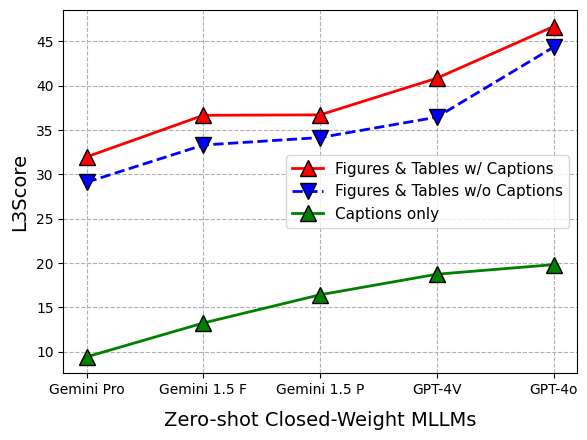 45
40
35
30
25
20
15
10
L3Score
Figures & Tables w/ Captions
Figures & Tables w/o Captions
Captions only
Gemini Pro Gemini 1.5 F Gemini 1.5 P GPT-4V GPT-4o
Zero-shot Closed-Weight MLLMs